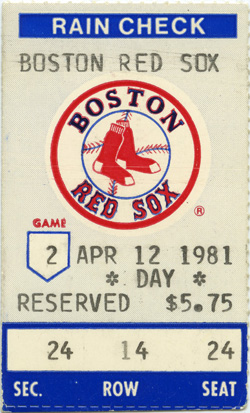 RAIN CHECK
BOSTON RED SOX
BOSTON
RED SOX
®
GAME
2 APR 12 1981
* DAY *
RESERVED $5.75
24 14 24
SEC. ROW SEAT